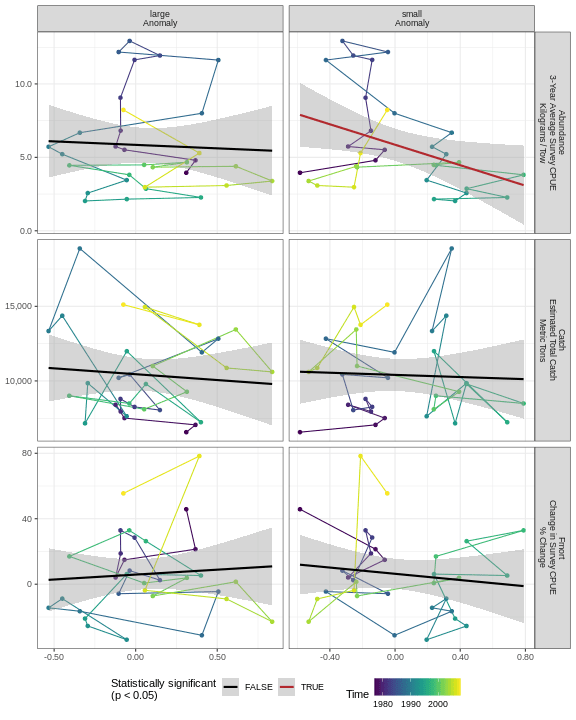 large
Anomaly
small
Anomaly
10.0
5.0
0.0
Abundance
3-Year Average Survey CPUE
Kilograms / Tow
15,000
10,000
Catch
Estimated Total Catch
Metric Tons
80
40
0
Fmort
Change in Survey CPUE
% Change
-0.50
0.00
0.50
-0.40
0.00
0.40
0.80
Statistically significant
(p < 0.05)
FALSE
TRUE
Time
1980
1990
2000